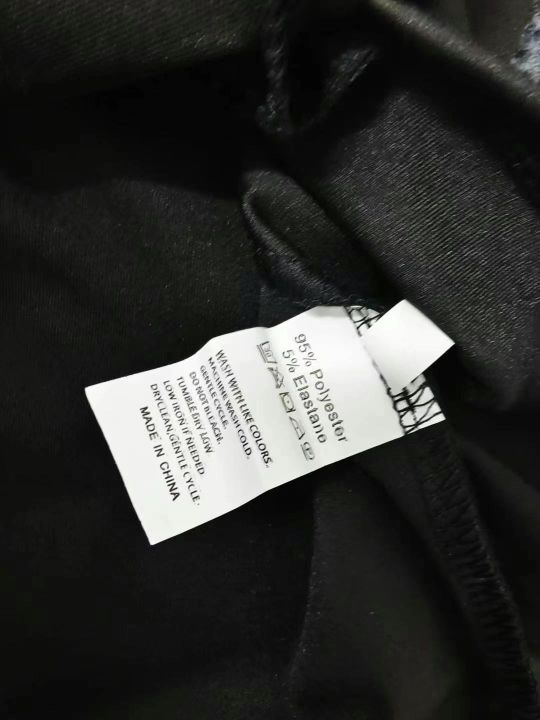 95% Polyester
5% Elastane
WASH WITH LIKE COLORS.
MACHINE WASH COLD.
GENTLE CYCLE.
DO NOT BLEACH.
TUMBLE DRY LOW
LOW IRON IF NEEDED
DRY CLEAN, GENTLE CYCLE.
MADE IN CHINA